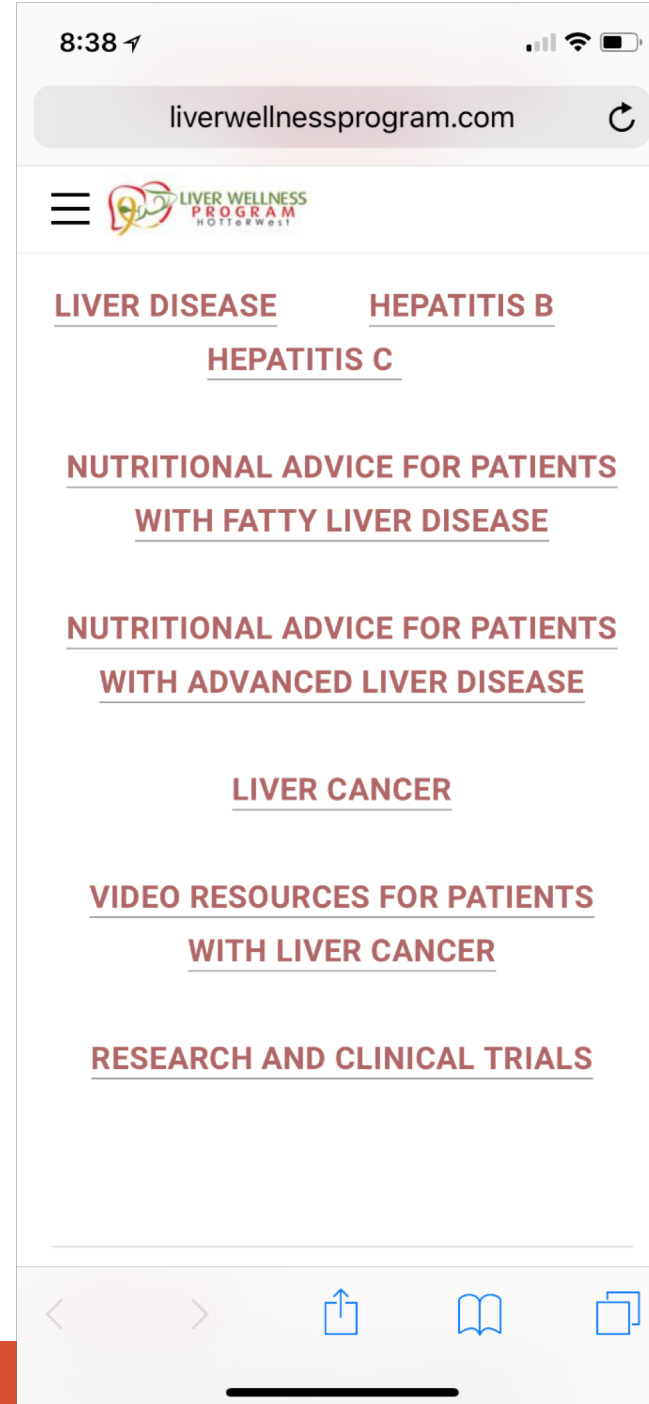 8:38
liverwellnessprogram.com
LIVER WELLNESS
PROGRAM
HOTTeRWesT
LIVER DISEASE HEPATITIS B
HEPATITIS C
NUTRITIONAL ADVICE FOR PATIENTS
WITH FATTY LIVER DISEASE
NUTRITIONAL ADVICE FOR PATIENTS
WITH ADVANCED LIVER DISEASE
LIVER CANCER
VIDEO RESOURCES FOR PATIENTS
WITH LIVER CANCER
RESEARCH AND CLINICAL TRIALS